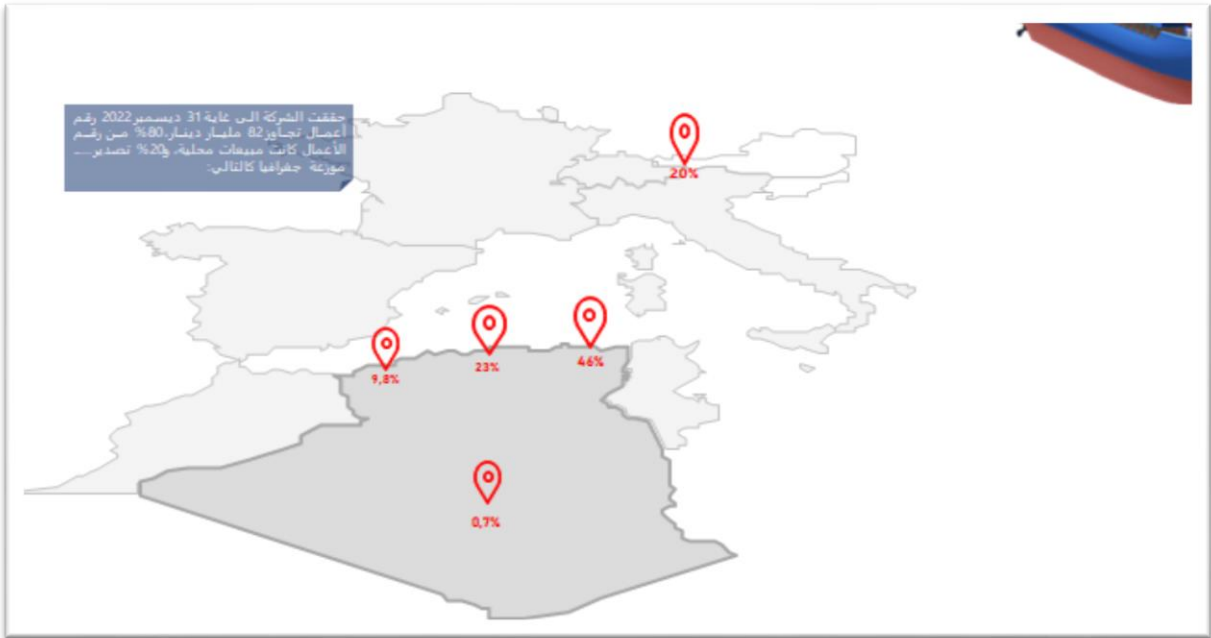 حققت الشركة الى غاية 31 ديسمبر 2022 رقم
أعمال تجاوز 82 مليار دينار، 80% من رقم
الأعمال كانت مبيعات محلية، و20% تصدير
موزعة جغرافيا كالتالي:
20%
9,8%
23%
46%
0,7%